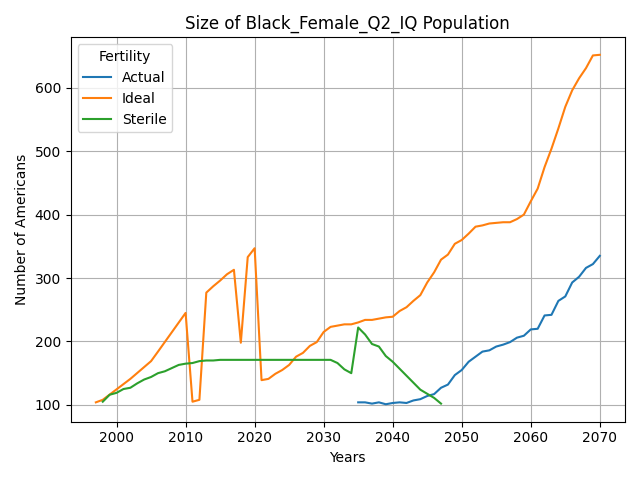 Size of Black_Female_Q2_IQ Population
Fertility
Actual
Ideal
Sterile
Number of Americans
600
500
400
300
200
100
2000 2010 2020 2030 2040 2050 2060 2070
Years